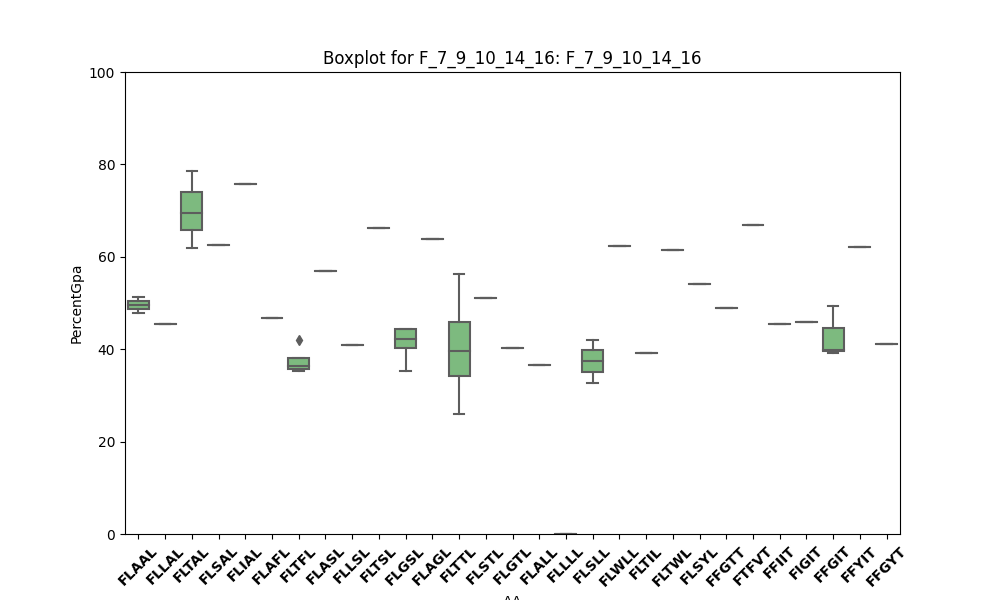 Boxplot for F_7_9_10_14_16: F_7_9_10_14_16
PercentGpa
100
80
60
40
20
0
FLAAL
FLLAL
FLTAL
FLSAL
FLIAL
FLAFL
FLTFL
FLASL
FLLSL
FLTSL
FLGSL
FLAGL
FLTTL
FLSTL
FLGTL
FLALL
FLLLL
FLSLL
FLWLL
FLTIL
FLTWL
FLSYL
FFGTT
FTFVT
FFIIT
FIGIT
FFGIT
FFYIT
FFGYT
AA